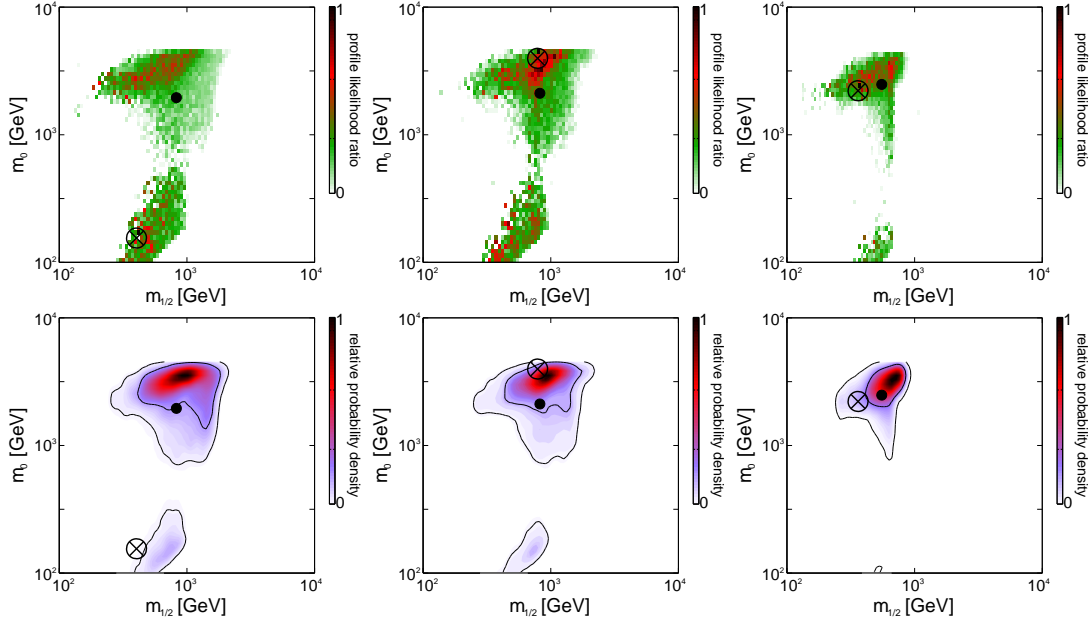 10⁴
10³
10²
m₀ [GeV]
10² 10³ 10⁴
m₁/₂ [GeV]
1
0
profile likelihood ratio
10⁴
10³
10²
m₀ [GeV]
10² 10³ 10⁴
m₁/₂ [GeV]
1
0
profile likelihood ratio
10⁴
10³
10²
m₀ [GeV]
10² 10³ 10⁴
m₁/₂ [GeV]
1
0
profile likelihood ratio
10⁴
10³
10²
m₀ [GeV]
10² 10³ 10⁴
m₁/₂ [GeV]
1
0
relative probability density
10⁴
10³
10²
m₀ [GeV]
10² 10³ 10⁴
m₁/₂ [GeV]
1
0
relative probability density
10⁴
10³
10²
m₀ [GeV]
10² 10³ 10⁴
m₁/₂ [GeV]
1
0
relative probability density